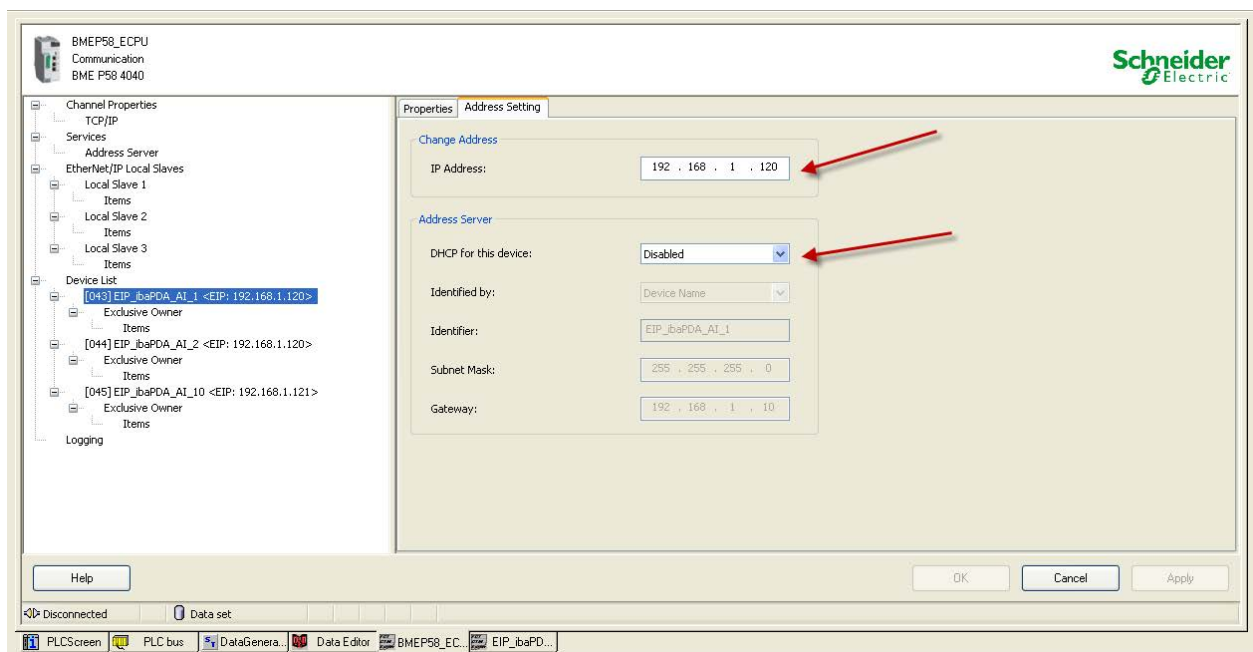 BMEP58_ECPU
Communication
BME P58 4040
Schneider
Electric
Channel Properties
TCP/IP
Services
Address Server
EtherNet/IP Local Slaves
Local Slave 1
Items
Local Slave 2
Items
Local Slave 3
Items
Device List
[043] EIP_ibaPDA_AI_1 <EIP: 192.168.1.120>
Exclusive Owner
Items
[044] EIP_ibaPDA_AI_2 <EIP: 192.168.1.120>
Exclusive Owner
Items
[045] EIP_ibaPDA_AI_10 <EIP: 192.168.1.121>
Exclusive Owner
Items
Logging
Properties Address Setting
Change Address
IP Address: 192 . 168 . 1 . 120
Address Server
DHCP for this device: Disabled
Identified by: Device Name
Identifier: EIP_ibaPDA_AI_1
Subnet Mask: 255 . 255 . 255 . 0
Gateway: 192 . 168 . 1 . 10
Help OK Cancel Apply
Disconnected Data set
PLCScreen PLC bus DataGenera... Data Editor BMEP58_EC... EIP_ibaPD...